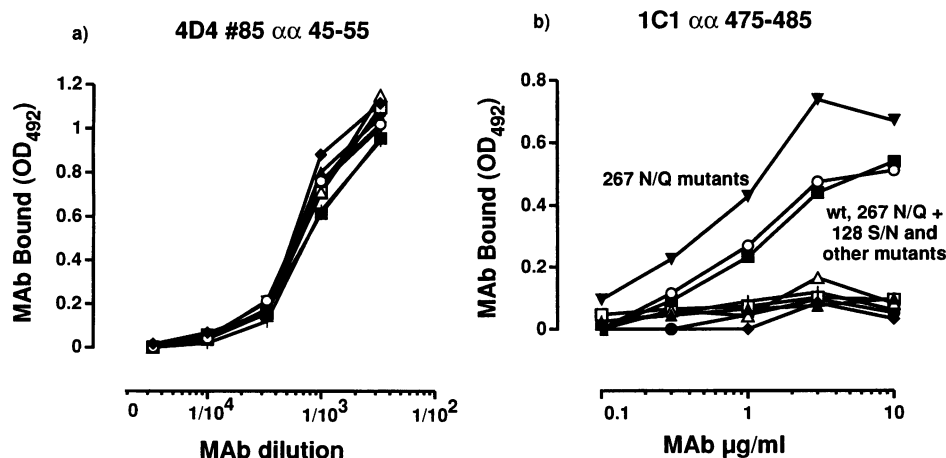 a)
4D4 #85 αα 45-55
MAb Bound (OD492)
1.2
1
0.8
0.6
0.4
0.2
0
0
1/10⁴
1/10³
1/10²
MAb dilution
b)
1C1 αα 475-485
MAb Bound (OD492)
0.8
0.6
0.4
0.2
0
267 N/Q mutants
wt, 267 N/Q +
128 S/N and
other mutants
0.1
1
10
MAb µg/ml